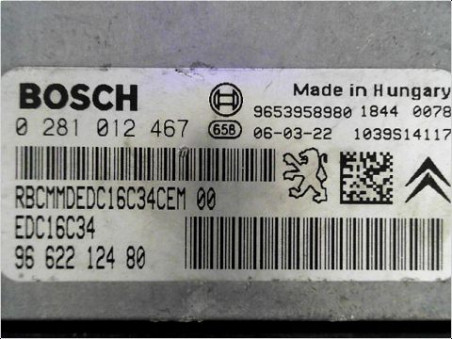 BOSCH
Made in Hungary
9653958980 1844 0078
0 281 012 467 658 06-03-22 1039S14117
RBCMMDEDC16C34CEM 00
EDC16C34
96 622 124 80